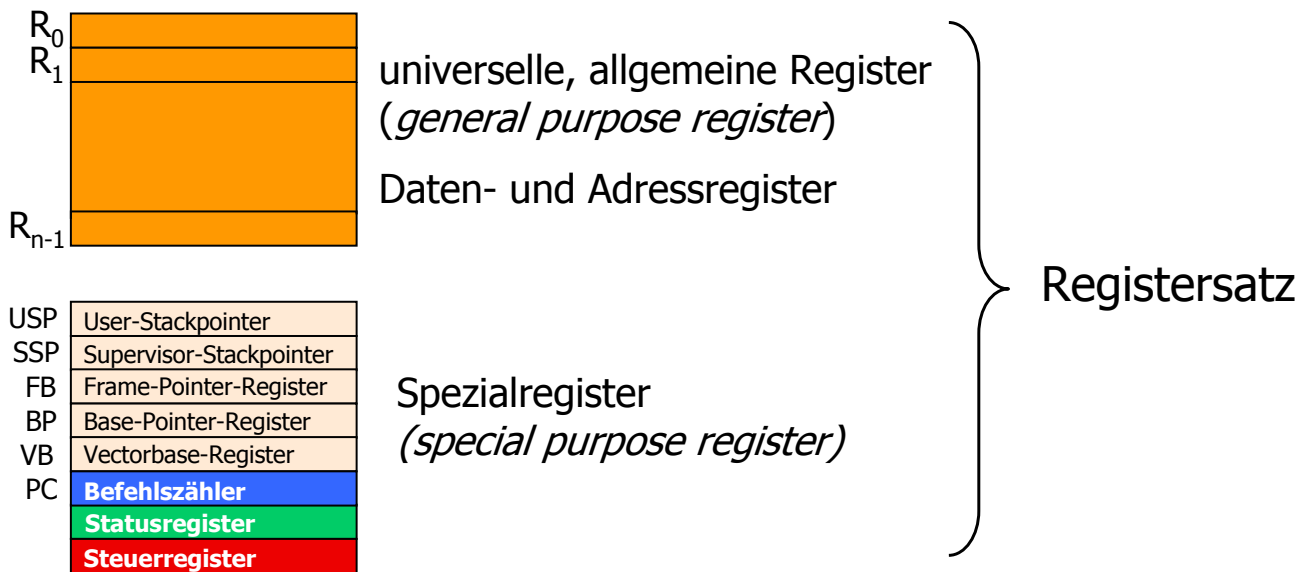 R0
R1
universelle, allgemeine Register
(general purpose register)
Daten- und Adressregister
Rn-1
Registersatz
USP User-Stackpointer
SSP Supervisor-Stackpointer
FB Frame-Pointer-Register
BP Base-Pointer-Register
VB Vectorbase-Register
PC Befehlszähler
Statusregister
Steuerregister
Spezialregister
(special purpose register)